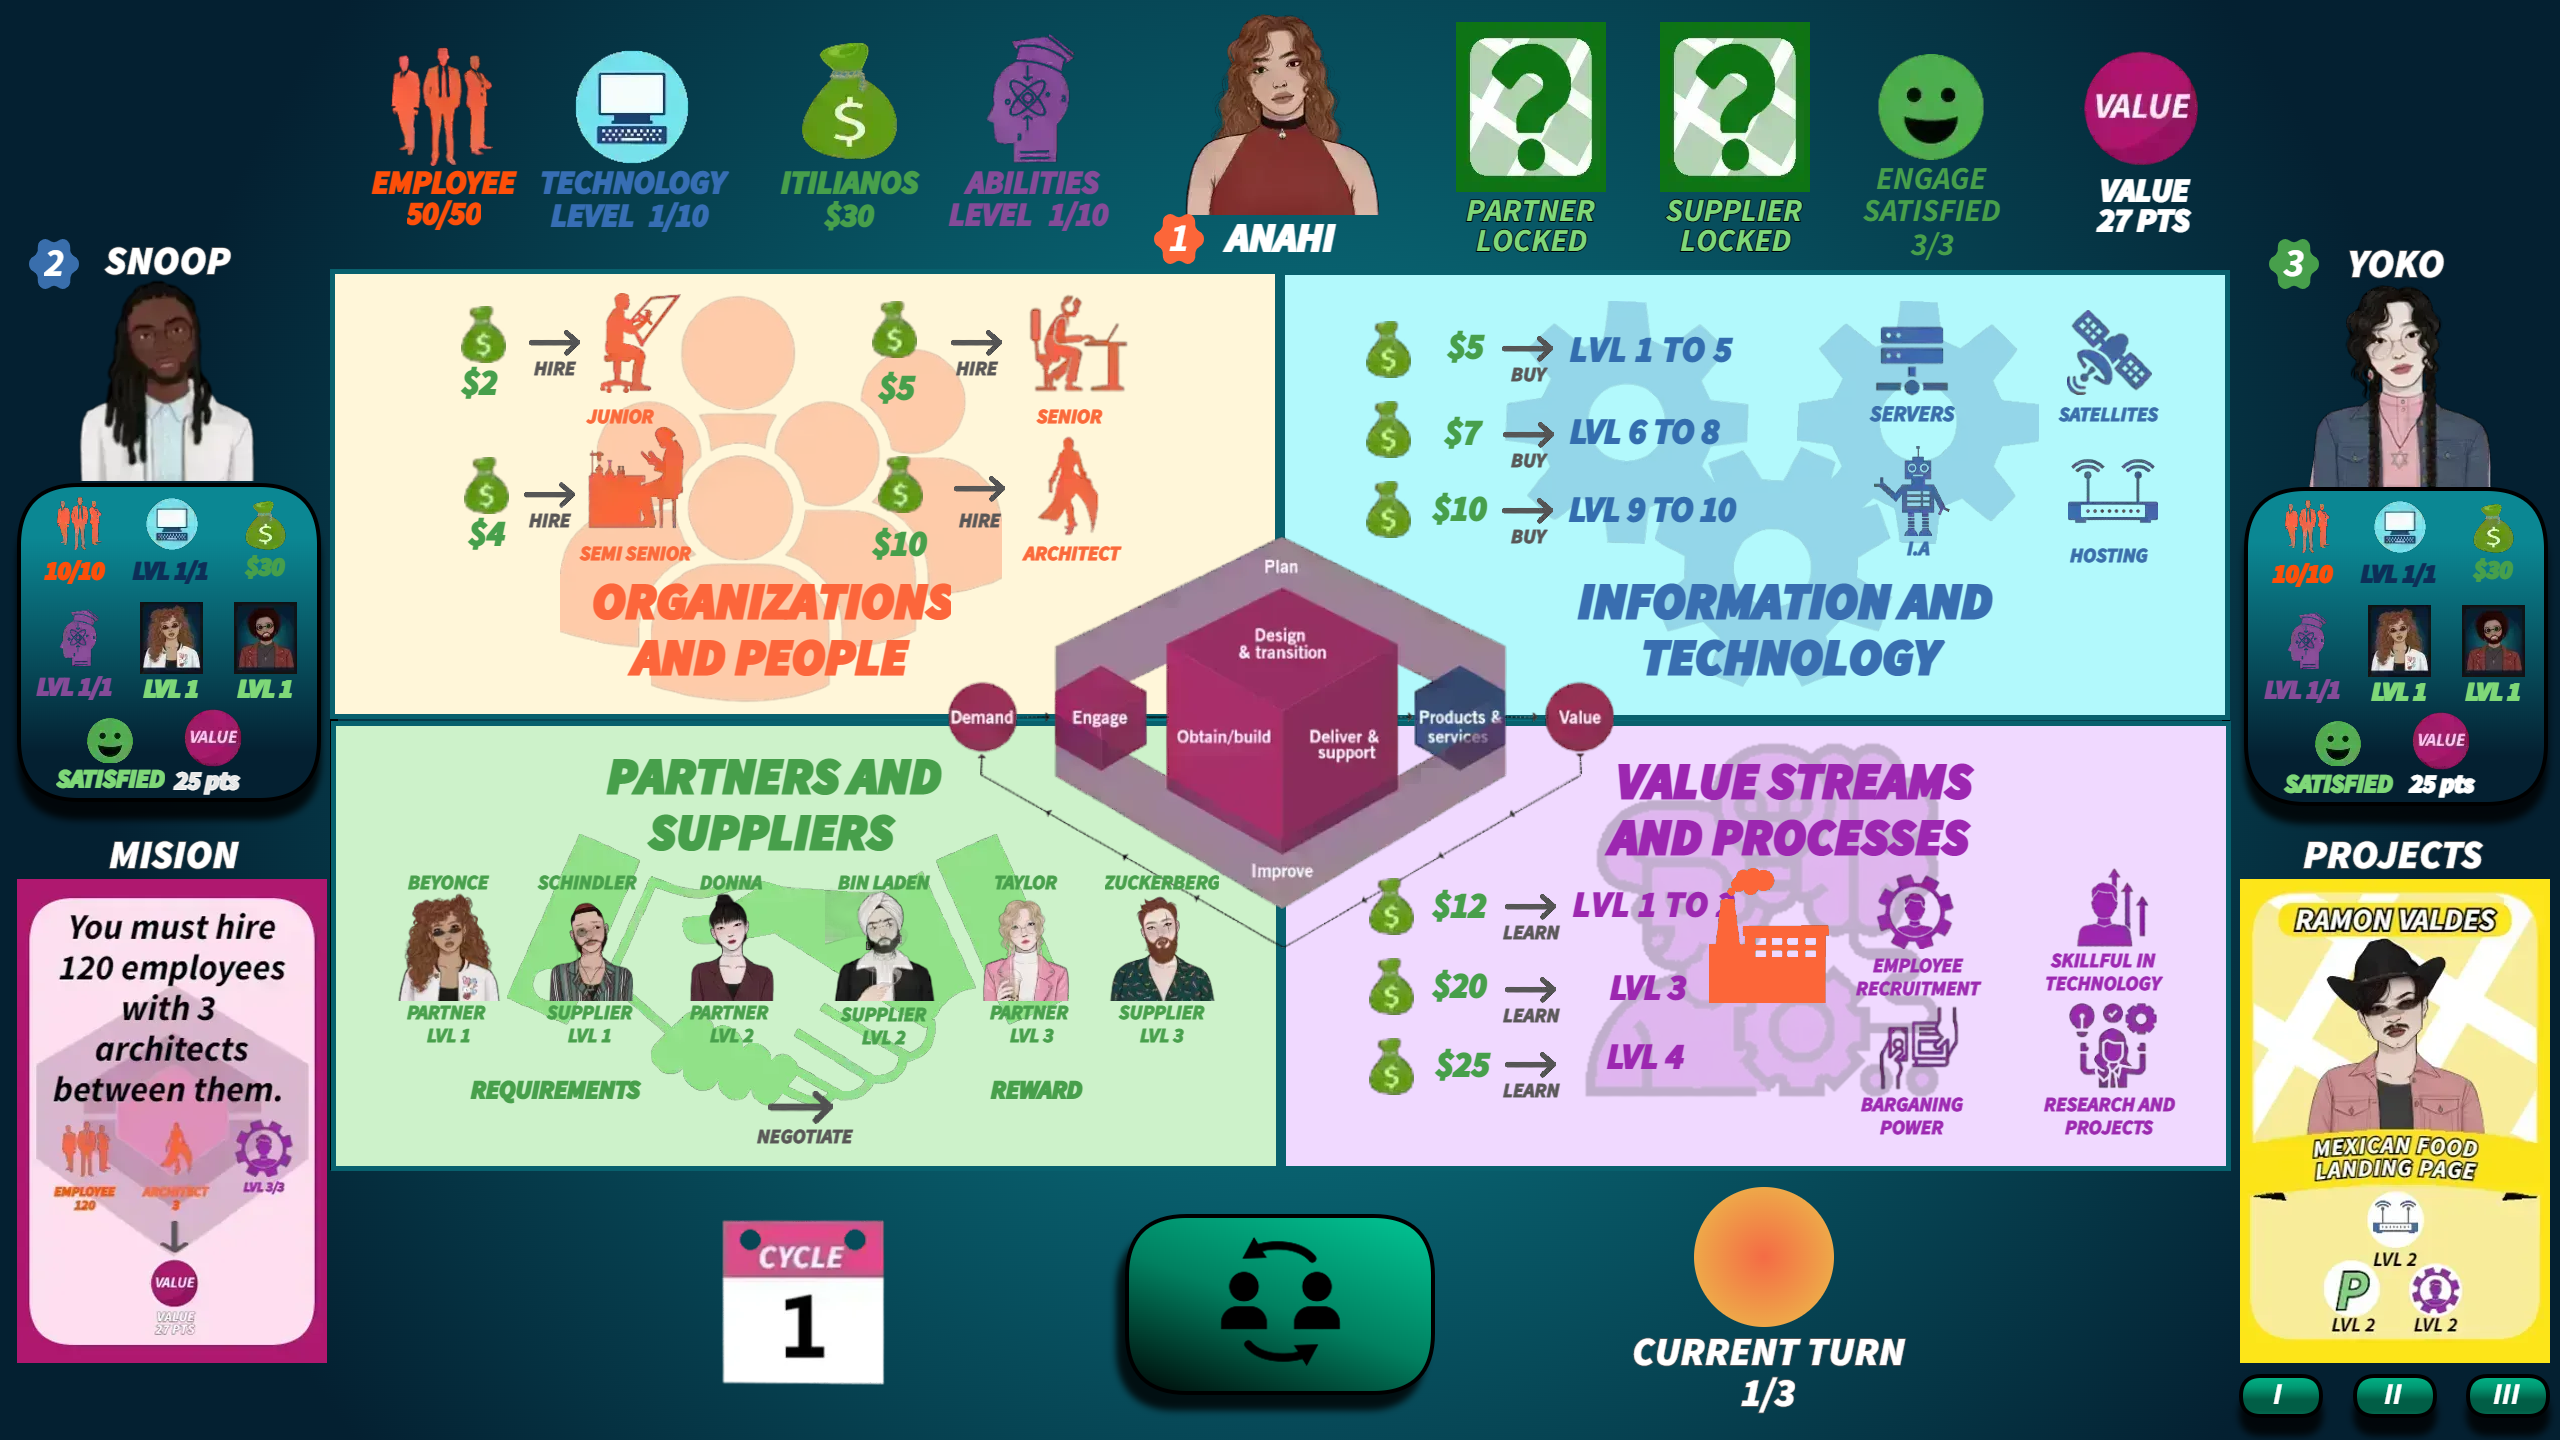 EMPLOYEE
50/50
TECHNOLOGY
LEVEL 1/10
$
ITILIANOS
$30
ABILITIES
LEVEL 1/10
1 ANAHI
?
PARTNER
LOCKED
?
SUPPLIER
LOCKED
ENGAGE
SATISFIED
3/3
VALUE
VALUE
27 PTS
2 SNOOP
10/10
LVL 1/1
$
$30
LVL 1/1
LVL 1
LVL 1
SATISFIED
VALUE
25 pts
3 YOKO
10/10
LVL 1/1
$
$30
LVL 1/1
LVL 1
LVL 1
SATISFIED
VALUE
25 pts
$
$2
HIRE
JUNIOR
$
$5
HIRE
SENIOR
$
$4
HIRE
SEMI SENIOR
$
$10
HIRE
ARCHITECT
ORGANIZATIONS
AND PEOPLE
$
$5
BUY
LVL 1 TO 5
$
$7
BUY
LVL 6 TO 8
$
$10
BUY
LVL 9 TO 10
SERVERS
SATELLITES
I.A
HOSTING
INFORMATION AND
TECHNOLOGY
Plan
Design
& transition
Demand
Engage
Obtain/build
Deliver &
support
Products &
services
Value
Improve
PARTNERS AND
SUPPLIERS
BEYONCE
PARTNER
LVL 1
SCHINDLER
SUPPLIER
LVL 1
DONNA
PARTNER
LVL 2
BIN LADEN
SUPPLIER
LVL 2
TAYLOR
PARTNER
LVL 3
ZUCKERBERG
SUPPLIER
LVL 3
REQUIREMENTS
NEGOTIATE
REWARD
VALUE STREAMS
AND PROCESSES
$
$12
LEARN
LVL 1 TO
$
$20
LEARN
LVL 3
$
$25
LEARN
LVL 4
EMPLOYEE
RECRUITMENT
SKILLFUL IN
TECHNOLOGY
BARGANING
POWER
RESEARCH AND
PROJECTS
MISION
You must hire
120 employees
with 3
architects
between them.
EMPLOYEE
120
ARCHITECT
3
LVL 3/3
VALUE
VALUE
27 PTS
PROJECTS
RAMON VALDES
MEXICAN FOOD
LANDING PAGE
LVL 2
P
LVL 2
LVL 2
CYCLE
1
CURRENT TURN
1/3
I
II
III